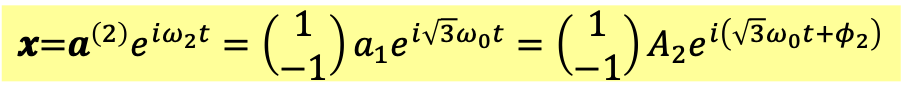 x=a⁽²⁾e^{iω₂t} = (1 −1) a₁e^{i√3ω₀t} = (1 −1) A₂e^{i(√3ω₀t+ϕ₂)}